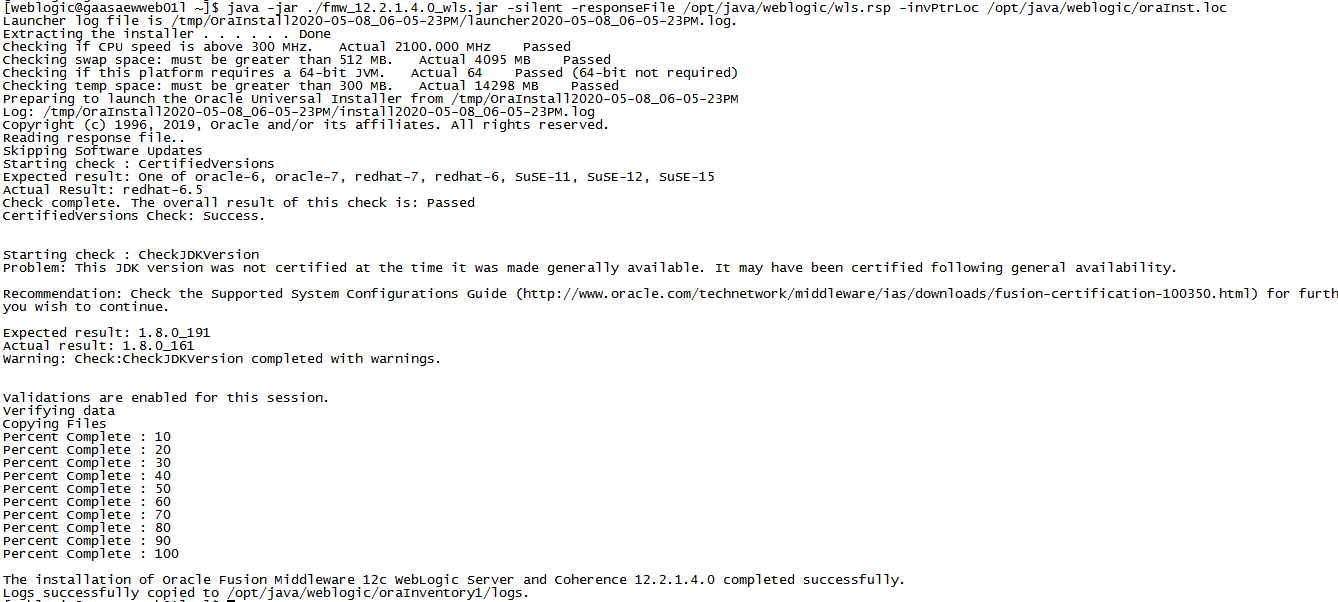 [weblogic@gaasaewweb01l ~]$ java -jar ./fmw_12.2.1.4.0_wls.jar -silent -responseFile /opt/java/weblogic/wls.rsp -invPtrLoc /opt/java/weblogic/oraInst.loc
Launcher log file is /tmp/OraInstall2020-05-08_06-05-23PM/launcher2020-05-08_06-05-23PM.log.
Extracting the installer . . . . . . Done
Checking if CPU speed is above 300 MHz.   Actual 2100.000 MHz    Passed
Checking swap space: must be greater than 512 MB.   Actual 4095 MB    Passed
Checking if this platform requires a 64-bit JVM.   Actual 64    Passed (64-bit not required)
Checking temp space: must be greater than 300 MB.   Actual 14298 MB    Passed
Preparing to launch the Oracle Universal Installer from /tmp/OraInstall2020-05-08_06-05-23PM
Log: /tmp/OraInstall2020-05-08_06-05-23PM/install2020-05-08_06-05-23PM.log
Copyright (c) 1996, 2019, Oracle and/or its affiliates. All rights reserved.
Reading response file..
Skipping Software Updates
Starting check : CertifiedVersions
Expected result: One of oracle-6, oracle-7, redhat-7, redhat-6, SuSE-11, SuSE-12, SuSE-15
Actual Result: redhat-6.5
Check complete. The overall result of this check is: Passed
CertifiedVersions Check: Success.
Starting check : CheckJDKVersion
Problem: This JDK version was not certified at the time it was made generally available. It may have been certified following general availability.
Recommendation: Check the Supported System Configurations Guide (http://www.oracle.com/technetwork/middleware/ias/downloads/fusion-certification-100350.html) for furth
you wish to continue.
Expected result: 1.8.0_191
Actual result: 1.8.0_161
Warning: Check:CheckJDKVersion completed with warnings.
Validations are enabled for this session.
Verifying data
Copying Files
Percent Complete : 10
Percent Complete : 20
Percent Complete : 30
Percent Complete : 40
Percent Complete : 50
Percent Complete : 60
Percent Complete : 70
Percent Complete : 80
Percent Complete : 90
Percent Complete : 100
The installation of Oracle Fusion Middleware 12c WebLogic Server and Coherence 12.2.1.4.0 completed successfully.
Logs successfully copied to /opt/java/weblogic/oraInventory1/logs.